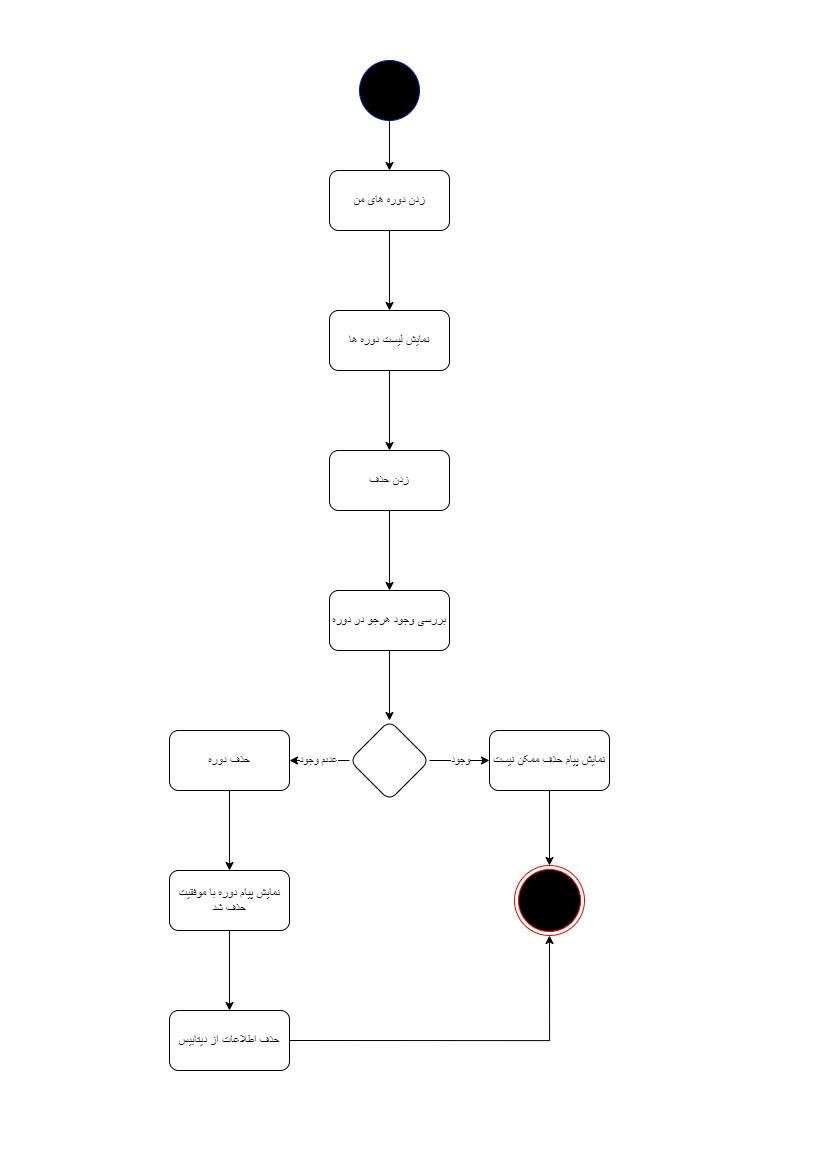 زدن دوره های من
نمایش لیست دوره ها
زدن حذف
بررسی وجود هرجو در دوره
عدم وجود
وجود
حذف دوره
نمایش پیام حذف ممکن نیست
نمایش پیام دوره با موفقیت
حذف شد
حذف اطلاعات از دیتابیس